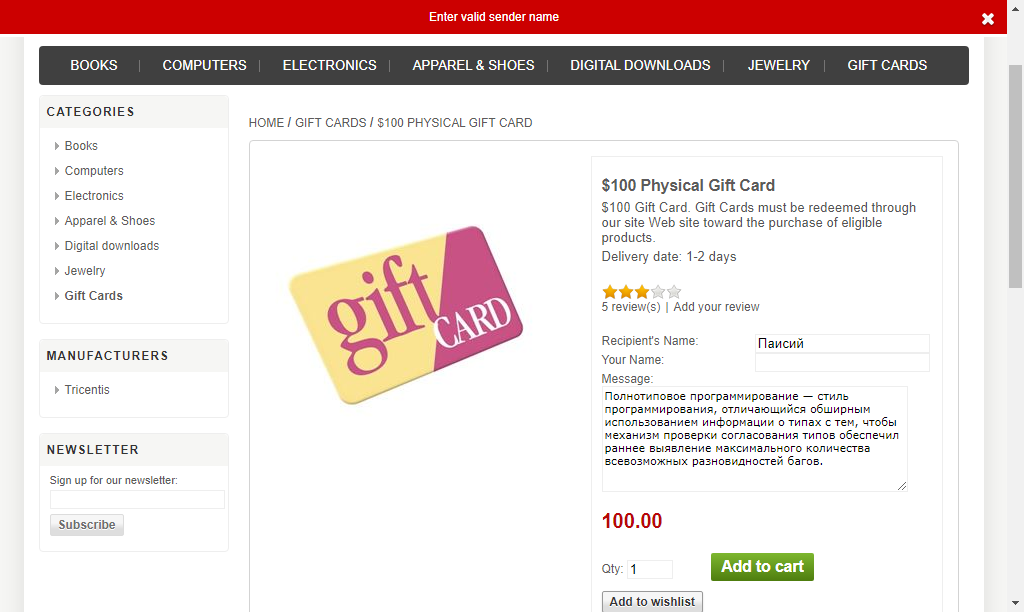 Enter valid sender name
BOOKS
COMPUTERS
ELECTRONICS
APPAREL & SHOES
DIGITAL DOWNLOADS
JEWELRY
GIFT CARDS
CATEGORIES
Books
Computers
Electronics
Apparel & Shoes
Digital downloads
Jewelry
Gift Cards
MANUFACTURERS
Tricentis
NEWSLETTER
Sign up for our newsletter:
Subscribe
HOME / GIFT CARDS / $100 PHYSICAL GIFT CARD
gift
CARD
$100 Physical Gift Card
$100 Gift Card. Gift Cards must be redeemed through
our site Web site toward the purchase of eligible
products.
Delivery date: 1-2 days
5 review(s) | Add your review
Recipient's Name: Паисий
Your Name:
Message:
Полнотиповое программирование — стиль
программирования, отличающийся обширным
использованием информации о типах с тем, чтобы
механизм проверки согласования типов обеспечил
раннее выявление максимального количества
всевозможных разновидностей багов.
100.00
Qty: 1
Add to cart
Add to wishlist